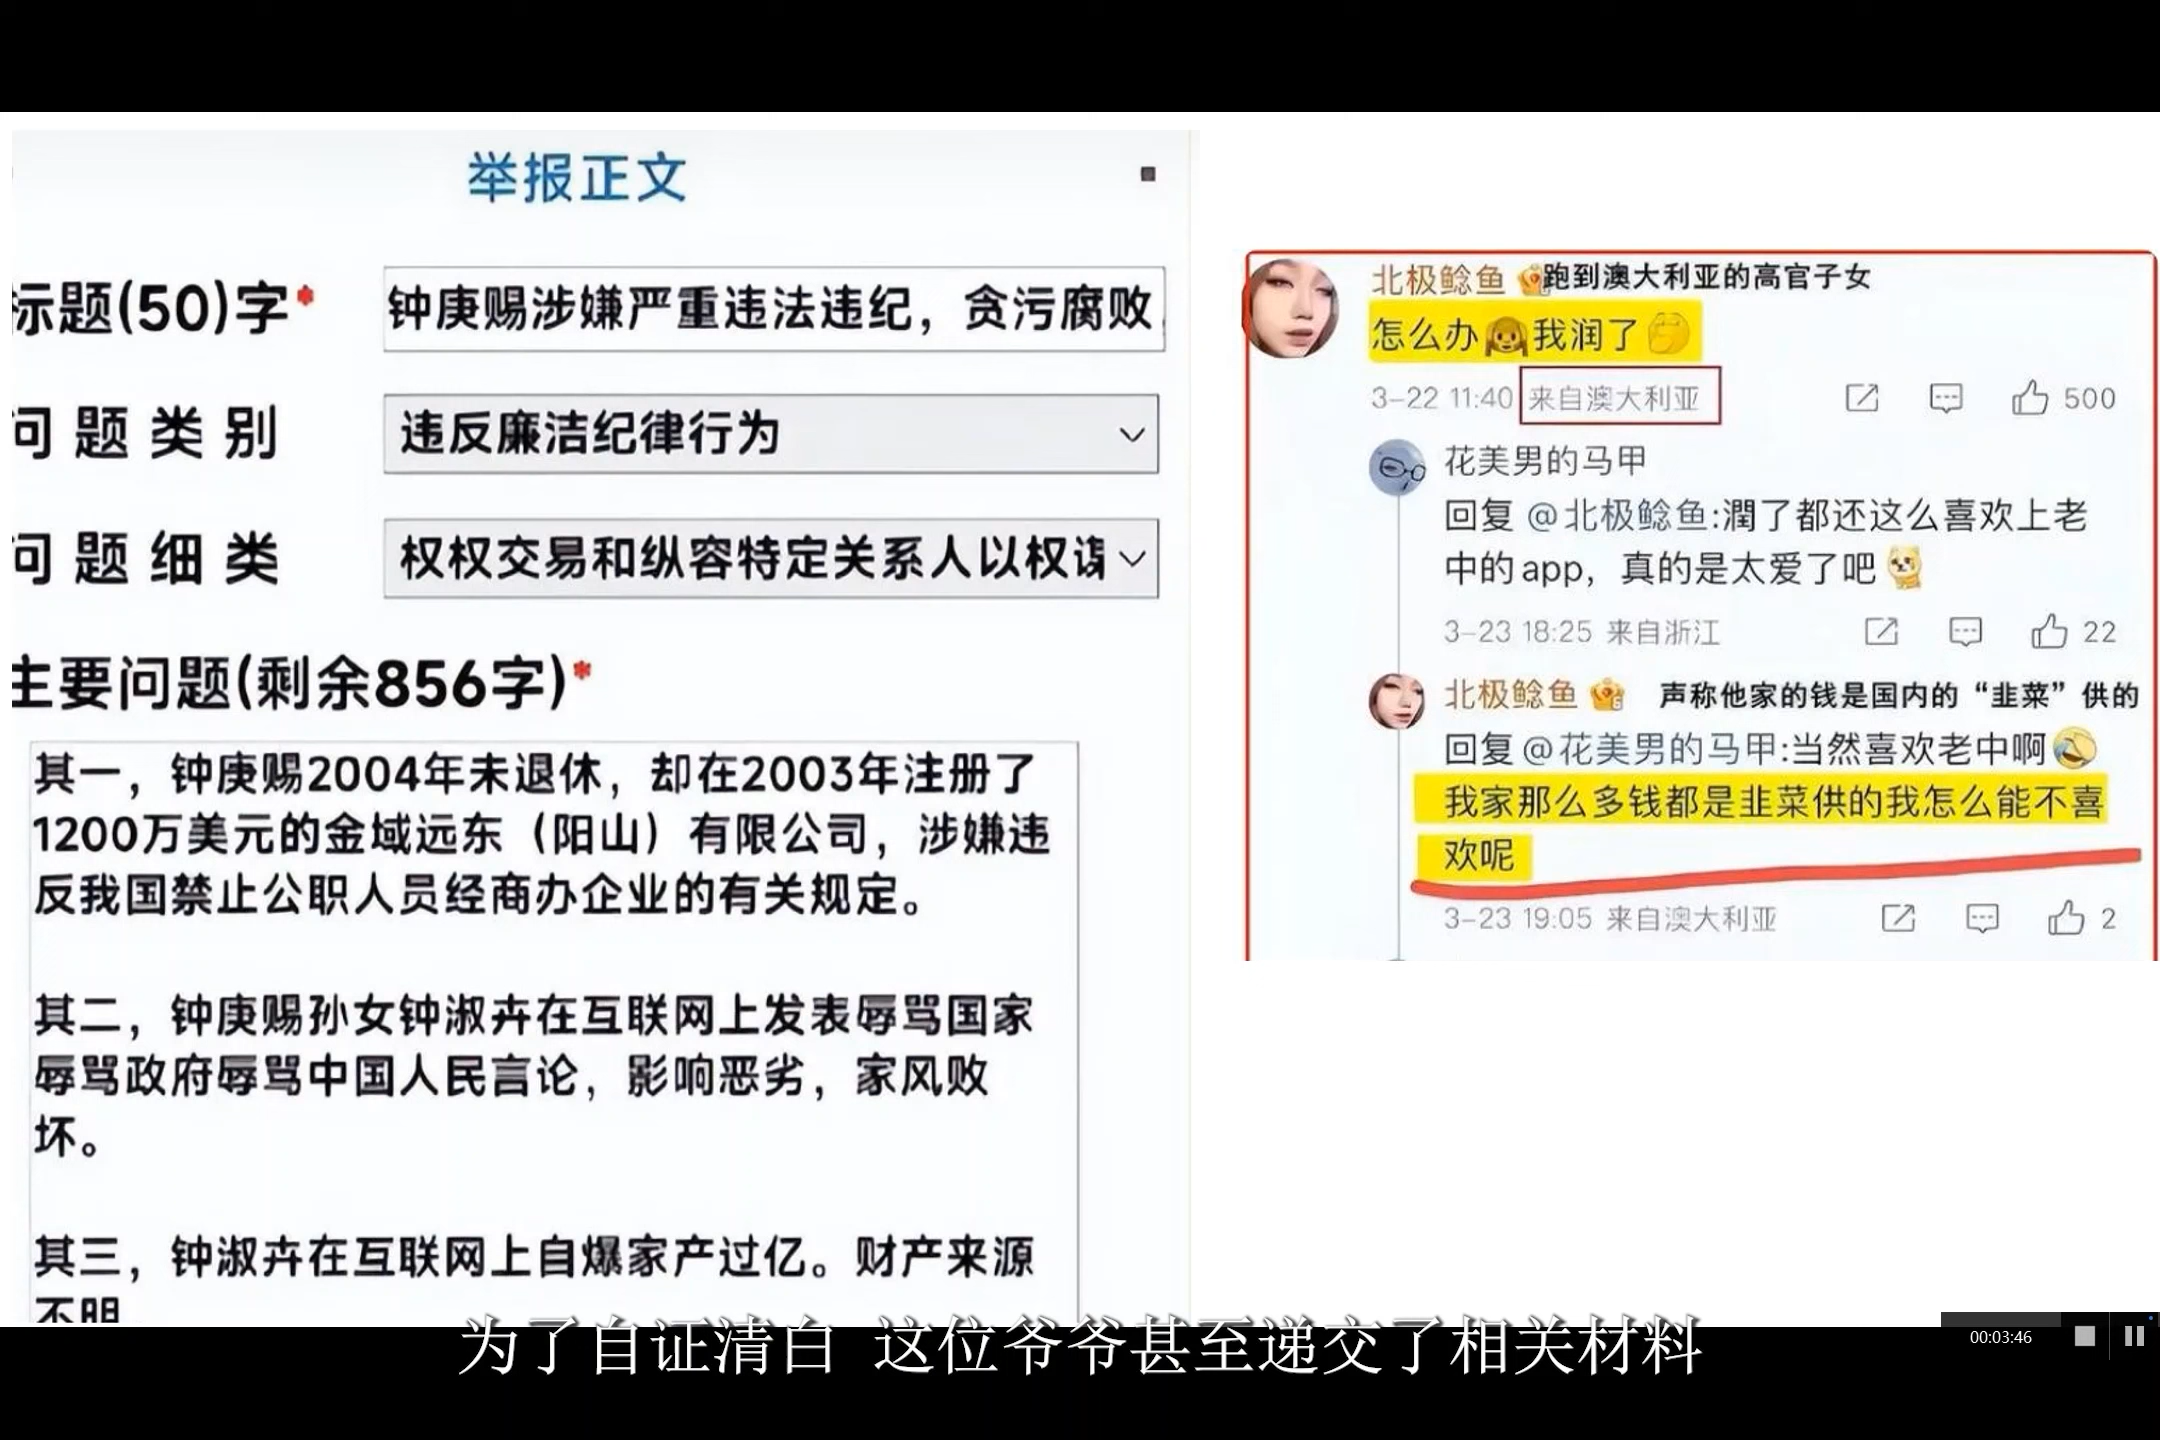 举报正文
标题(50)字*
钟庚赐涉嫌严重违法违纪，贪污腐败
问题类别
违反廉洁纪律行为
问题细类
权权交易和纵容特定关系人以权谋
主要问题(剩余856字)*
其一，钟庚赐2004年未退休，却在2003年注册了
1200万美元的金域远东（阳山）有限公司，涉嫌违
反我国禁止公职人员经商办企业的有关规定。
其二，钟庚赐孙女钟淑卉在互联网上发表辱骂国家
辱骂政府辱骂中国人民言论，影响恶劣，家风败
坏。
其三，钟淑卉在互联网上自爆家产过亿。财产来源
不明
北极鲶鱼 跑到澳大利亚的高官子女
怎么办🙉我润了🤭
3-22 11:40 来自澳大利亚 500
花美男的马甲
回复 @北极鲶鱼:潤了都还这么喜欢上老
中的app，真的是太爱了吧
3-23 18:25 来自浙江 22
北极鲶鱼 声称他家的钱是国内的“韭菜”供的
回复@花美男的马甲:当然喜欢老中啊🤣
我家那么多钱都是韭菜供的我怎么能不喜
欢呢
3-23 19:05 来自澳大利亚 2
为了自证清白 这位爷爷甚至递交了相关材料
00:03:46